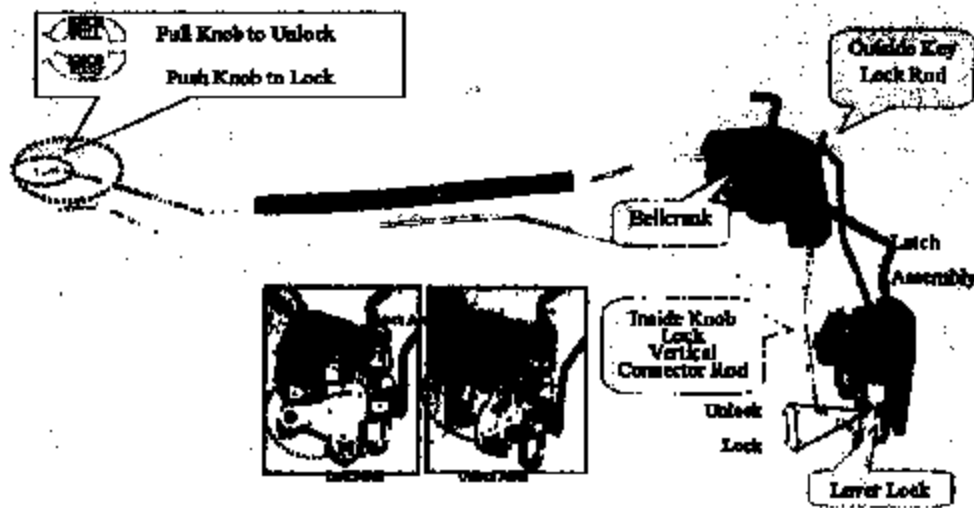 Pull Knob to Unlock
Push Knob to Lock
Outside Key
Lock Rod
Bellcrank
Latch
Assembly
Inside Knob
Lock
Vertical
Connector Rod
Unlock
Lock
Lever Lock